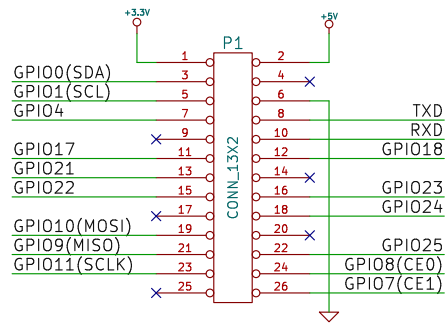 +3.3V
+5V
P1
1 2
GPIO0(SDA) 3 4
GPIO1(SCL) 5 6
GPIO4 7 8 TXD
9 10 RXD
GPIO17 11 12 GPIO18
GPIO21 13 14
GPIO22 15 16 GPIO23
17 18 GPIO24
GPIO10(MOSI) 19 20
GPIO9(MISO) 21 22 GPIO25
GPIO11(SCLK) 23 24 GPIO8(CE0)
25 26 GPIO7(CE1)
CONN_13X2